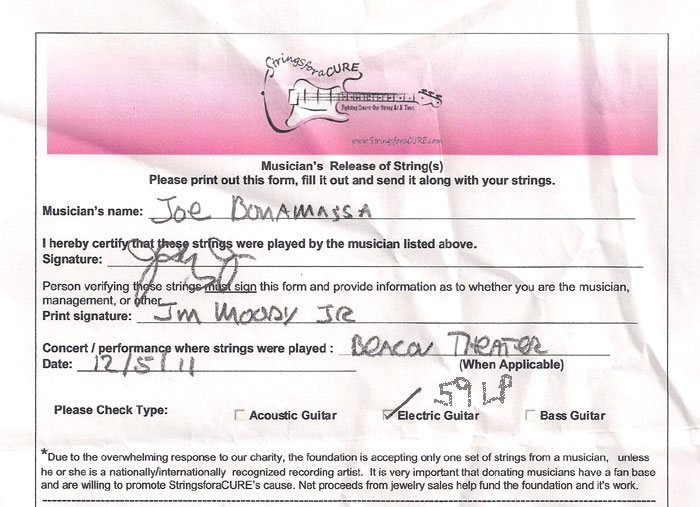 StringsforaCURE
Fighting Cancer One String At A Time.
www.StringsforaCURE.com
Musician's Release of String(s)
Please print out this form, fill it out and send it along with your strings.
Musician's name: Joe BONAMASSA
I hereby certify that these strings were played by the musician listed above.
Signature:
Person verifying these strings must sign this form and provide information as to whether you are the musician,
management, or other.
Print signature: Jim MOODY JR
Concert / performance where strings were played : BEACON THEATER
Date: 12/5/11 (When Applicable)
59 LP
Please Check Type: Acoustic Guitar Electric Guitar Bass Guitar
*Due to the overwhelming response to our charity, the foundation is accepting only one set of strings from a musician, unless
he or she is a nationally/internationally recognized recording artist. It is very important that donating musicians have a fan base
and are willing to promote StringsforaCURE's cause. Net proceeds from jewelry sales help fund the foundation and it's work.